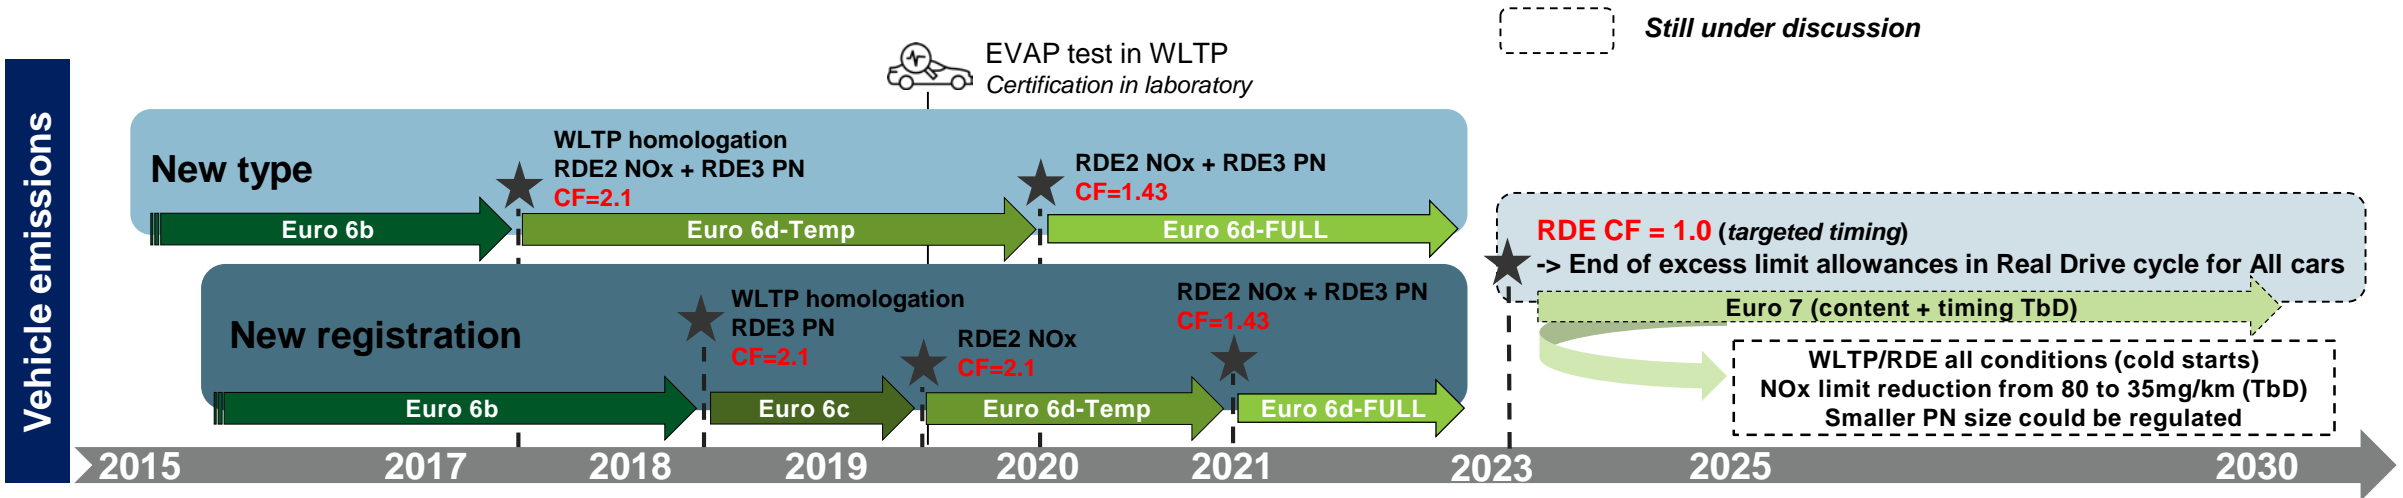 Still under discussion
EVAP test in WLTP
Certification in laboratory
Vehicle emissions
New type
WLTP homologation
RDE2 NOx + RDE3 PN
CF=2.1
RDE2 NOx + RDE3 PN
CF=1.43
Euro 6b
Euro 6d-Temp
Euro 6d-FULL
New registration
WLTP homologation
RDE3 PN
CF=2.1
RDE2 NOx
CF=2.1
RDE2 NOx + RDE3 PN
CF=1.43
Euro 6b
Euro 6c
Euro 6d-Temp
Euro 6d-FULL
RDE CF = 1.0 (targeted timing)
-> End of excess limit allowances in Real Drive cycle for All cars
Euro 7 (content + timing TbD)
WLTP/RDE all conditions (cold starts)
NOx limit reduction from 80 to 35mg/km (TbD)
Smaller PN size could be regulated
2015 2017 2018 2019 2020 2021 2023 2025 2030